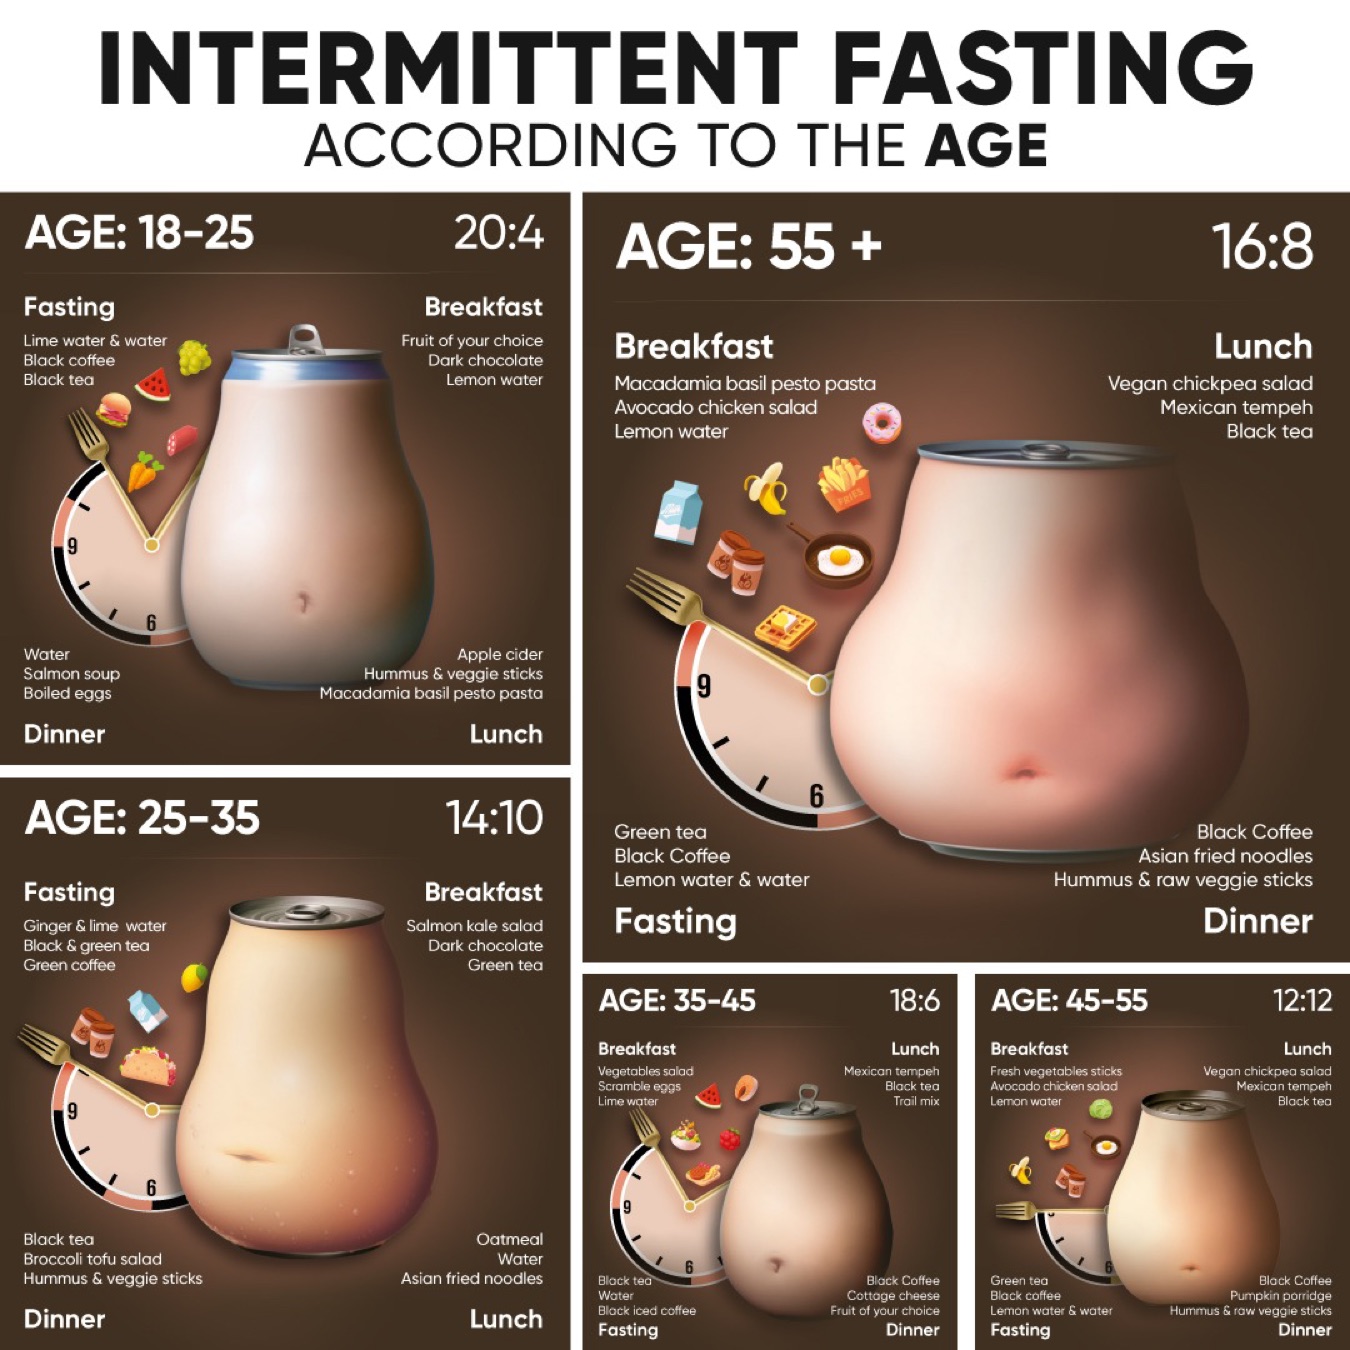 INTERMITTENT FASTING
ACCORDING TO THE AGE
AGE: 18-25
20:4
Fasting
Lime water & water
Black coffee
Black tea
Breakfast
Fruit of your choice
Dark chocolate
Lemon water
9
6
Water
Salmon soup
Boiled eggs
Dinner
Apple cider
Hummus & veggie sticks
Macadamia basil pesto pasta
Lunch
AGE: 55 +
16:8
Breakfast
Macadamia basil pesto pasta
Avocado chicken salad
Lemon water
Lunch
Vegan chickpea salad
Mexican tempeh
Black tea
FRIES
9
6
Green tea
Black Coffee
Lemon water & water
Fasting
Black Coffee
Asian fried noodles
Hummus & raw veggie sticks
Dinner
AGE: 25-35
14:10
Fasting
Ginger & lime water
Black & green tea
Green coffee
Breakfast
Salmon kale salad
Dark chocolate
Green tea
9
6
Black tea
Broccoli tofu salad
Hummus & veggie sticks
Dinner
Oatmeal
Water
Asian fried noodles
Lunch
AGE: 35-45
18:6
Breakfast
Vegetables salad
Scramble eggs
Lime water
Lunch
Mexican tempeh
Black tea
Trail mix
9
6
Black tea
Water
Black iced coffee
Fasting
Black Coffee
Cottage cheese
Fruit of your choice
Dinner
AGE: 45-55
12:12
Breakfast
Fresh vegetables sticks
Avocado chicken salad
Lemon water
Lunch
Vegan chickpea salad
Mexican tempeh
Black tea
6
Green tea
Black coffee
Lemon water & water
Fasting
Black Coffee
Pumpkin porridge
Hummus & raw veggie sticks
Dinner